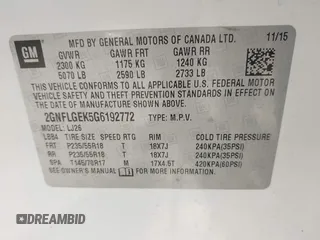 GM
MFD BY GENERAL MOTORS OF CANADA LTD.
11/15
GVWR GAWR FRT GAWR RR
2300 KG 1175 KG 1240 KG
5070 LB 2590 LB 2733 LB
THIS VEHICLE CONFORMS TO ALL APPLICABLE U.S. FEDERAL MOTOR
VEHICLE SAFETY AND THEFT PREVENTION STANDARDS IN EFFECT ON
THE DATE OF MANUFACTURE SHOWN ABOVE.
2GNFLGEK5G6192772 TYPE: M.P.V.
MODEL: LJ26
TIRE SIZE SPEED RTG RIM COLD TIRE PRESSURE
FRT P235/55R18 T 18X7J 240KPA(35PSI)
RR P235/55R18 T 18X7J 240KPA(35PSI)
SPA T145/70R17 M 17X4.5T 420KPA(60PSI)
SEE OWNER'S MANUAL FOR ADDITIONAL INFORMATION.
DREAMBID